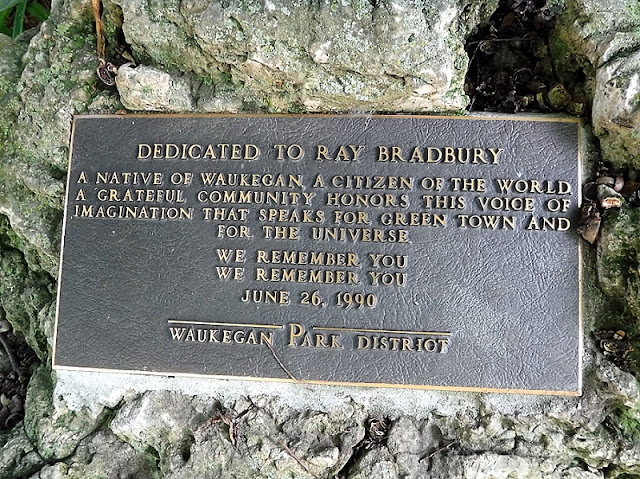 DEDICATED TO RAY BRADBURY
A NATIVE OF WAUKEGAN, A CITIZEN OF THE WORLD,
A GRATEFUL COMMUNITY HONORS THIS VOICE OF
IMAGINATION THAT SPEAKS FOR GREEN TOWN AND
FOR THE UNIVERSE.
WE REMEMBER YOU
WE REMEMBER YOU
JUNE 26, 1990
WAUKEGAN PARK DISTRICT